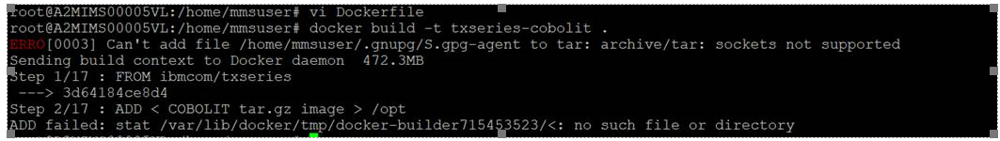 root@A2MIMS00005VL:/home/mmsuser# vi Dockerfile
root@A2MIMS00005VL:/home/mmsuser# docker build -t txseries-cobolit .
ERRO[0003] Can't add file /home/mmsuser/.gnupg/S.gpg-agent to tar: archive/tar: sockets not supported
Sending build context to Docker daemon  472.3MB
Step 1/17 : FROM ibmcom/txseries
 ---> 3d64184ce8d4
Step 2/17 : ADD < COBOLIT tar.gz image > /opt
ADD failed: stat /var/lib/docker/tmp/docker-builder715453523/<: no such file or directory